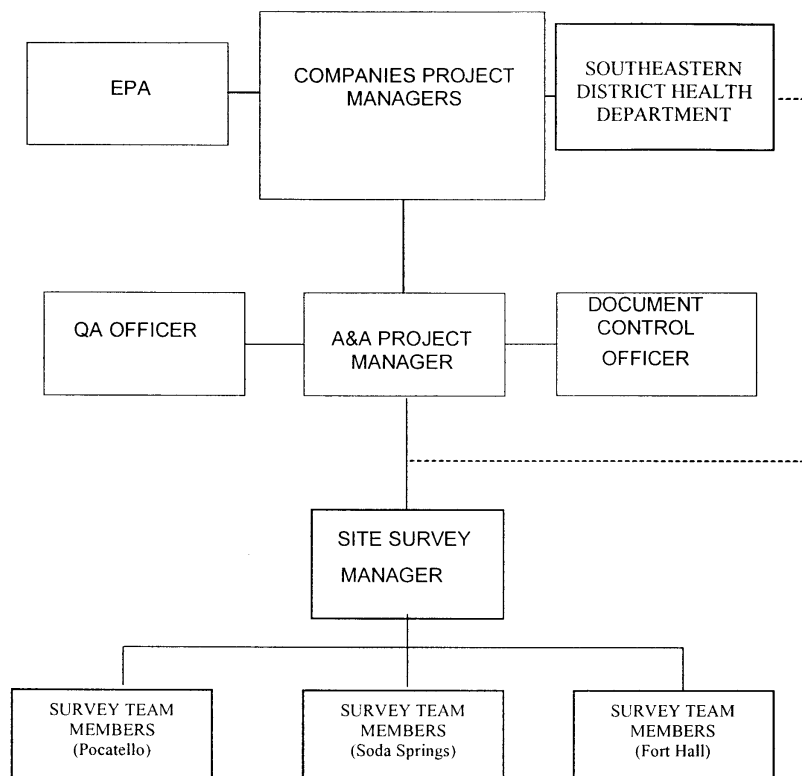 EPA
COMPANIES PROJECT
MANAGERS
SOUTHEASTERN
DISTRICT HEALTH
DEPARTMENT
QA OFFICER
A&A PROJECT
MANAGER
DOCUMENT
CONTROL
OFFICER
SITE SURVEY
MANAGER
SURVEY TEAM
MEMBERS
(Pocatello)
SURVEY TEAM
MEMBERS
(Soda Springs)
SURVEY TEAM
MEMBERS
(Fort Hall)